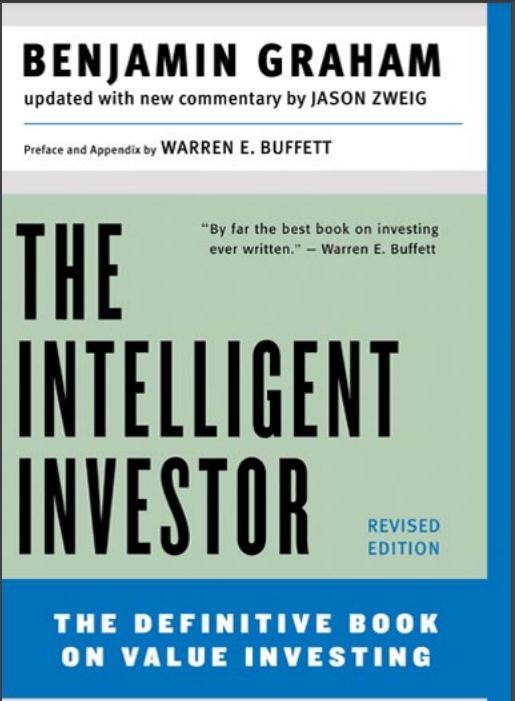 BENJAMIN GRAHAM
updated with new commentary by JASON ZWEIG
Preface and Appendix by WARREN E. BUFFETT
THE
“By far the best book on investing
ever written.” — Warren E. Buffett
INTELLIGENT
INVESTOR
REVISED
EDITION
THE DEFINITIVE BOOK
ON VALUE INVESTING